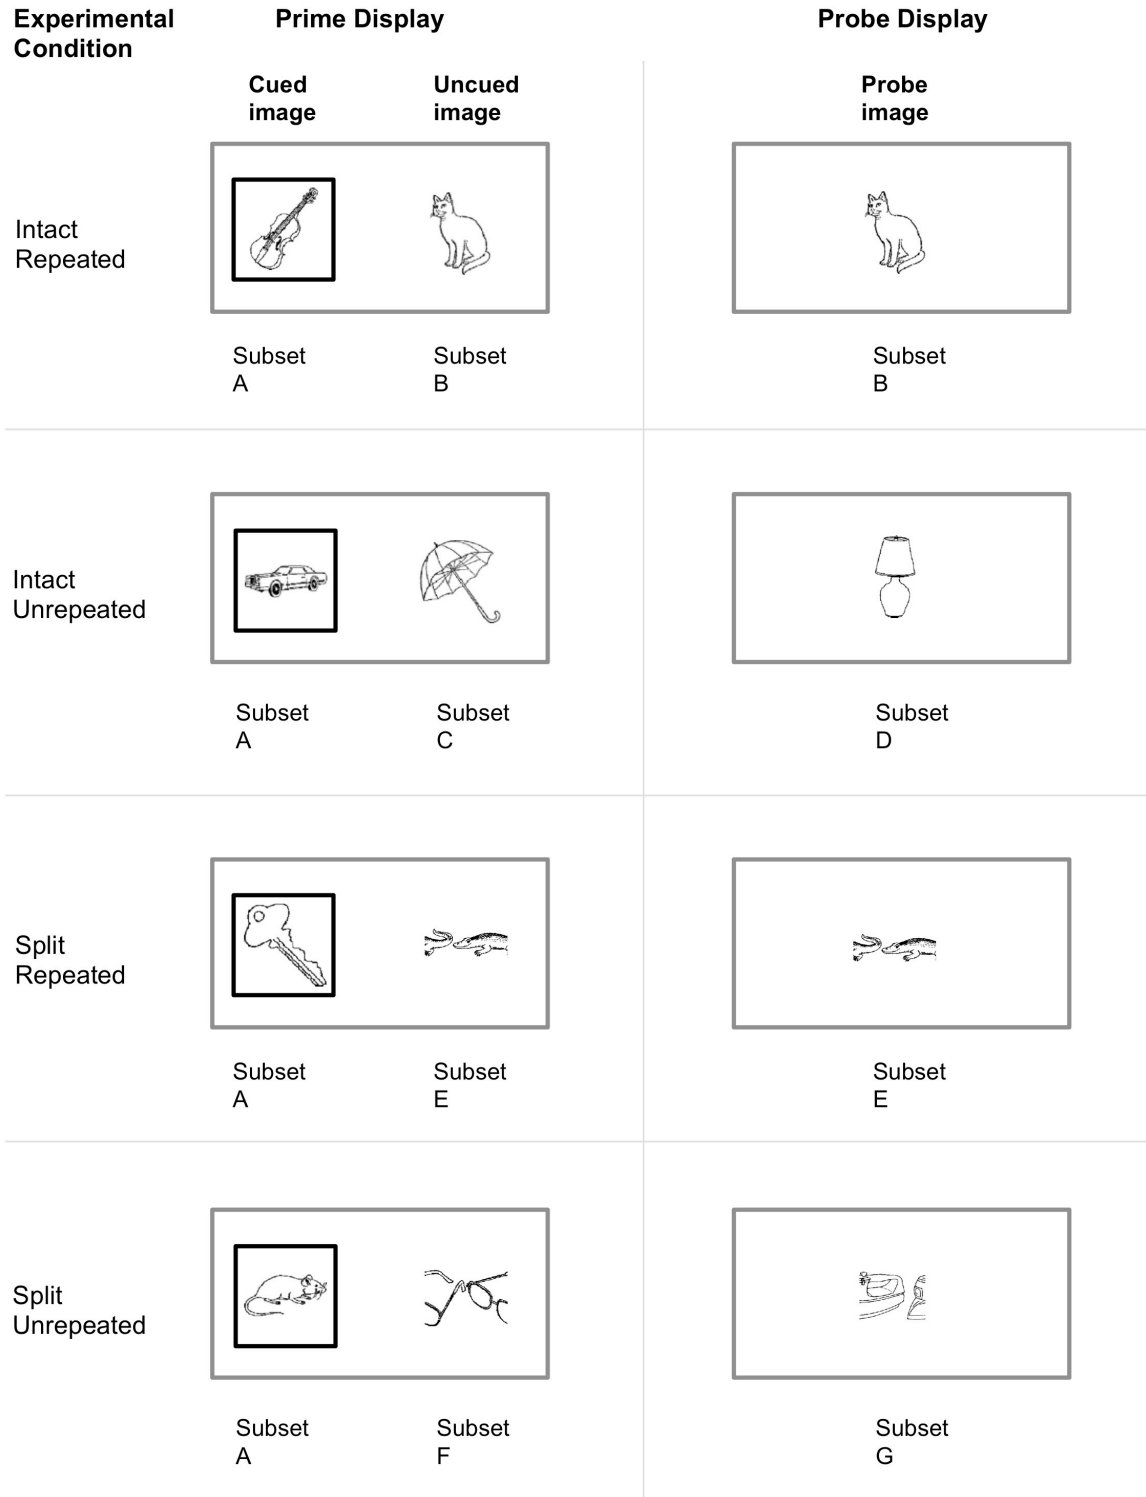 Experimental
Condition
Prime Display
Probe Display
Cued
image
Uncued
image
Probe
image
Intact
Repeated
Subset
A
Subset
B
Subset
B
Intact
Unrepeated
Subset
A
Subset
C
Subset
D
Split
Repeated
Subset
A
Subset
E
Subset
E
Split
Unrepeated
Subset
A
Subset
F
Subset
G